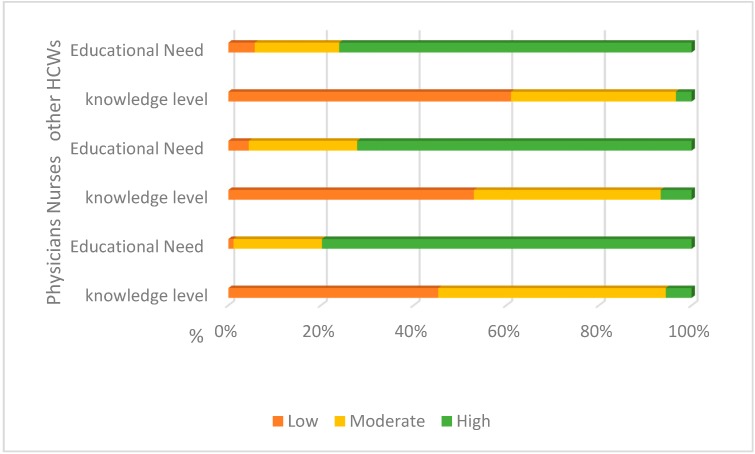 other HCWs
Nurses
Physicians
Educational Need
knowledge level
Educational Need
knowledge level
Educational Need
knowledge level
% 0% 20% 40% 60% 80% 100%
Low Moderate High